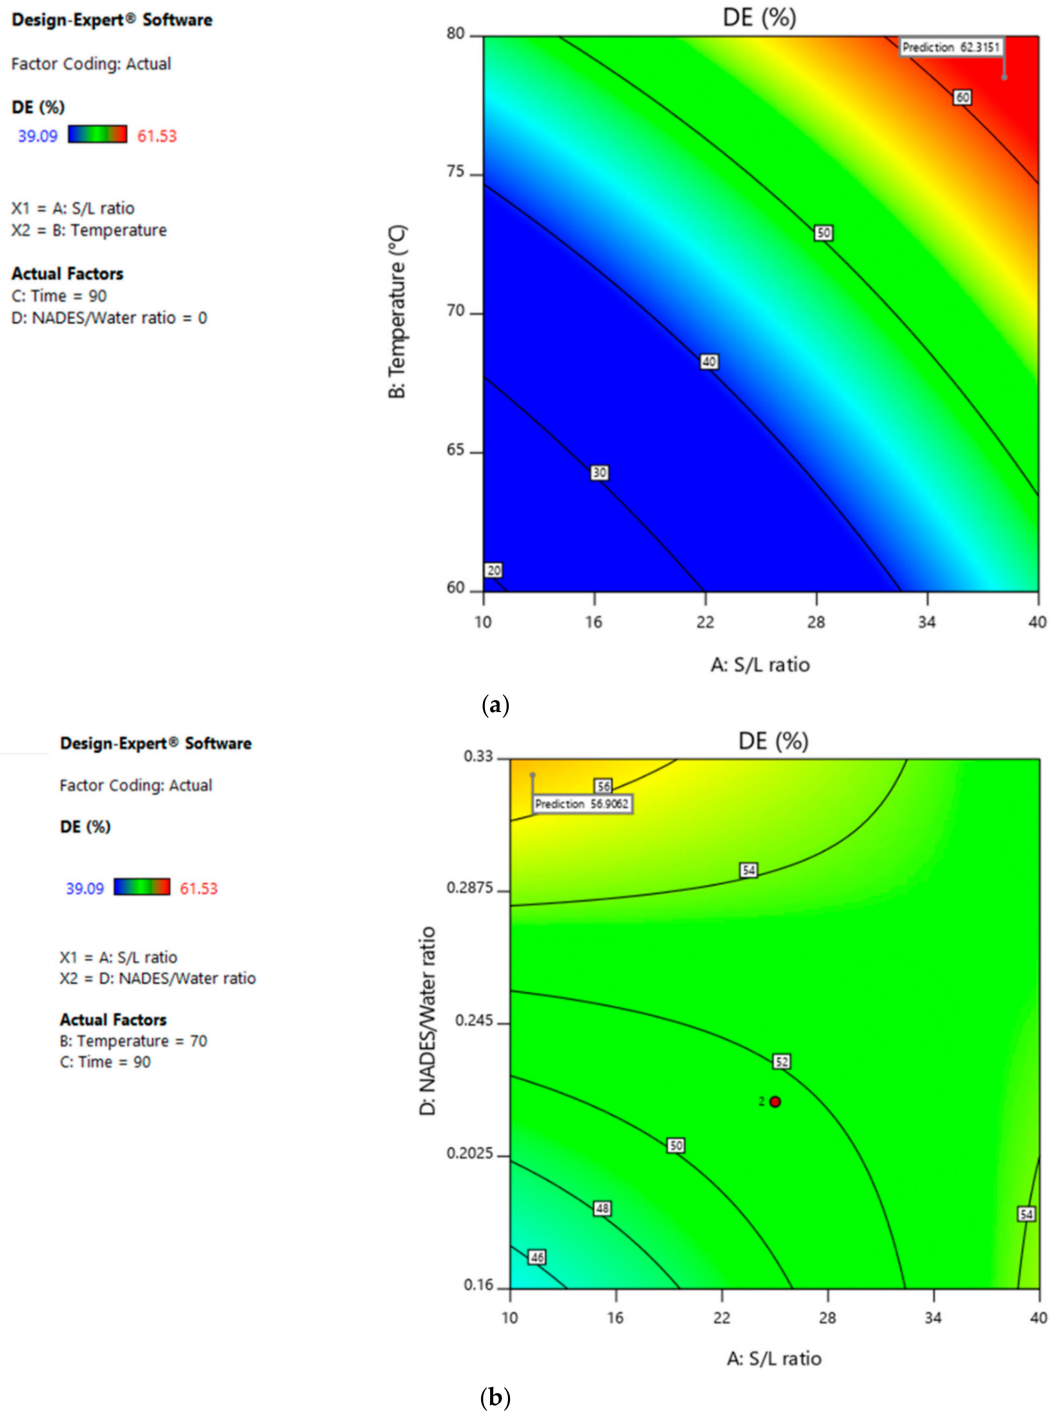 Design-Expert® Software
Factor Coding: Actual
DE (%)
39.09 61.53
X1 = A: S/L ratio
X2 = B: Temperature
Actual Factors
C: Time = 90
D: NADES/Water ratio = 0
DE (%)
80
75
70
65
60
B: Temperature (°C)
Prediction 62.3151
60
50
40
30
20
10 16 22 28 34 40
A: S/L ratio
(a)
Design-Expert® Software
Factor Coding: Actual
DE (%)
39.09 61.53
X1 = A: S/L ratio
X2 = D: NADES/Water ratio
Actual Factors
B: Temperature = 70
C: Time = 90
DE (%)
0.33
0.2875
0.245
0.2025
0.16
D: NADES/Water ratio
56
Prediction 56.9062
54
52
2
50
48
54
46
10 16 22 28 34 40
A: S/L ratio
(b)